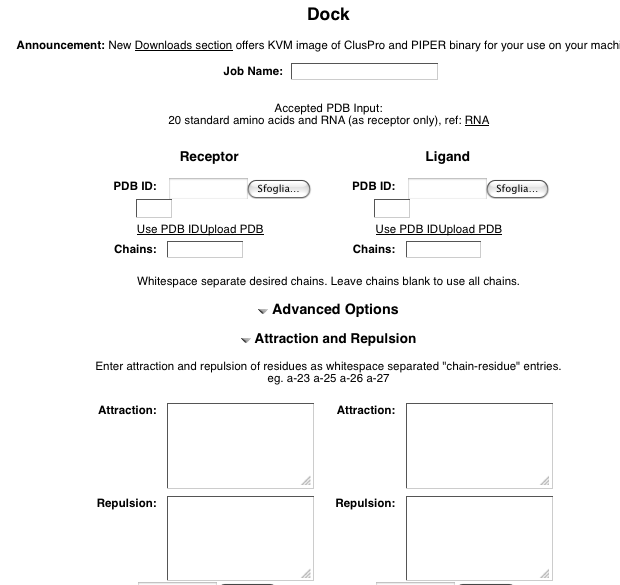 Dock
Announcement: New Downloads section offers KVM image of ClusPro and PIPER binary for your use on your
Job Name:
Accepted PDB Input:
20 standard amino acids and RNA (as receptor only), ref: RNA
Receptor Ligand
PDB ID: Sfoglia... PDB ID: Sfoglia...
Use PDB IDUpload PDB Use PDB IDUpload PDB
Chains: Chains:
Whitespace separate desired chains. Leave chains blank to use all chains.
Advanced Options
Attraction and Repulsion
Enter attraction and repulsion of residues as whitespace separated "chain-residue" entries.
eg. a-23 a-25 a-26 a-27
Attraction: Attraction:
Repulsion: Repulsion: